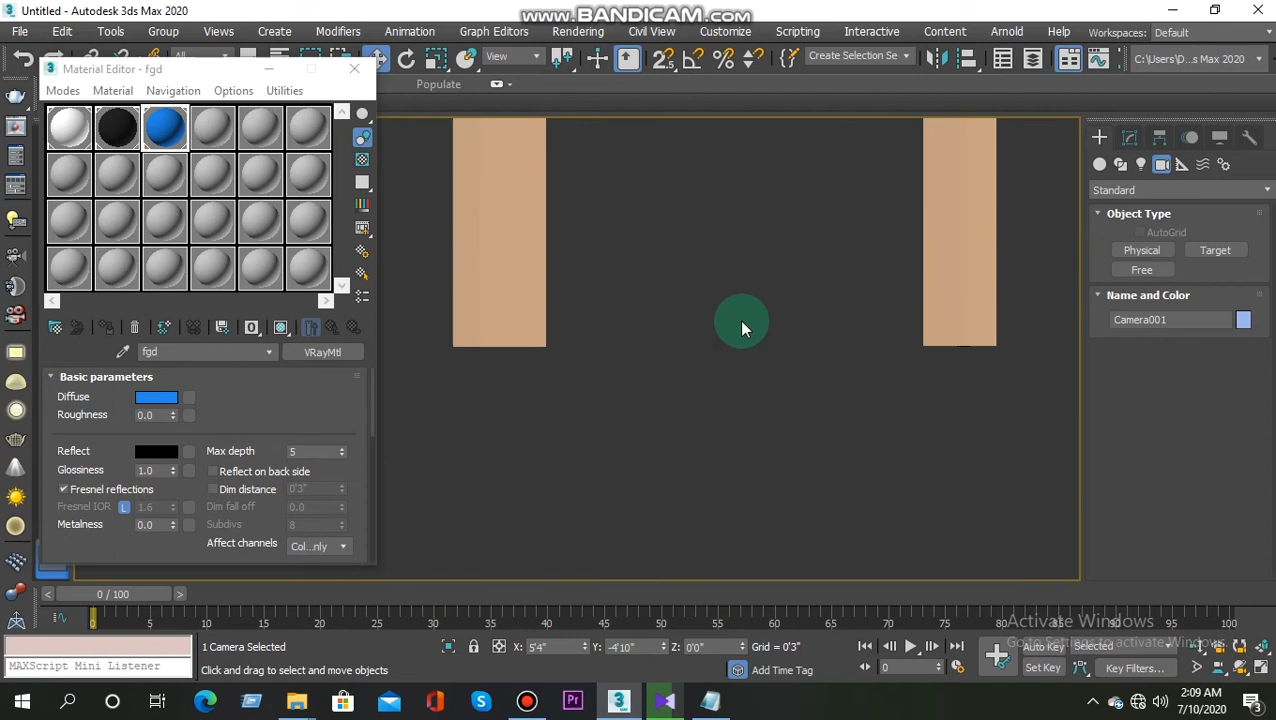 Untitled - Autodesk 3ds Max 2020
www.BANDICAM.com
File Edit Tools Group Views Create Modifiers Animation Graph Editors Rendering Civil View Customize Scripting Interactive Content Arnold Help Workspaces: Default
All View Create Selection Se C:\D...s Max 2020
Populate
Material Editor - fgd
Modes Material Navigation Options Utilities
fgd VRayMtl
Basic parameters
Diffuse
Roughness 0.0
Reflect Max depth 5
Glossiness 1.0 Reflect on back side
Fresnel reflections Dim distance 0'3"
Fresnel IOR L 1.6 Dim fall off 0.0
Metalness 0.0 Subdivs 8
Affect channels Col...nly
Standard
Object Type
AutoGrid
Physical Target
Free
Name and Color
Camera001
0 / 100
0 5 10 15 20 25 30 35 40 45 50 55 60 65 70 75 80 85 90 95 100
Activate Windows
Go to Settings to activate Windows.
1 Camera Selected X: 5'4" Y: -4'10" Z: 0'0" Grid = 0'3" Auto Key Selected
MAXScript Mini Listener Click and drag to select and move objects Add Time Tag 0 Set Key Key Filters...
2:09 AM
7/10/2020
3